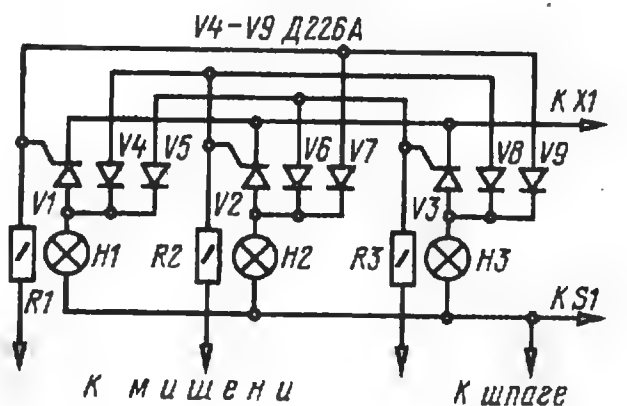 V4-V9 Д226А
К X1
V4 V5 V6 V7 V8 V9
V1 V2 V3
R1 H1 R2 H2 R3 H3
К S1
К мишени К шпаге